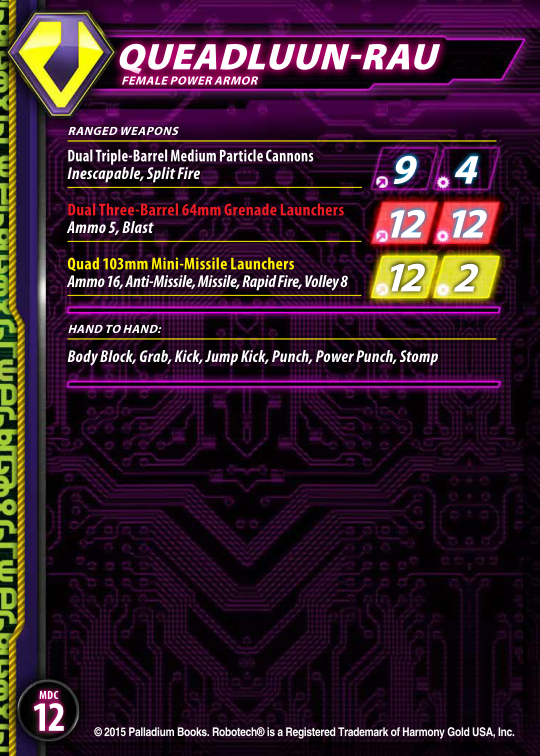 QUEADLUUN-RAU
FEMALE POWER ARMOR
RANGED WEAPONS
Dual Triple-Barrel Medium Particle Cannons
Inescapable, Split Fire
9 4
Dual Three-Barrel 64mm Grenade Launchers
Ammo 5, Blast
12 12
Quad 103mm Mini-Missile Launchers
Ammo 16, Anti-Missile, Missile, Rapid Fire, Volley 8
12 2
HAND TO HAND:
Body Block, Grab, Kick, Jump Kick, Punch, Power Punch, Stomp
MDC
12
© 2015 Palladium Books. Robotech® is a Registered Trademark of Harmony Gold USA, Inc.